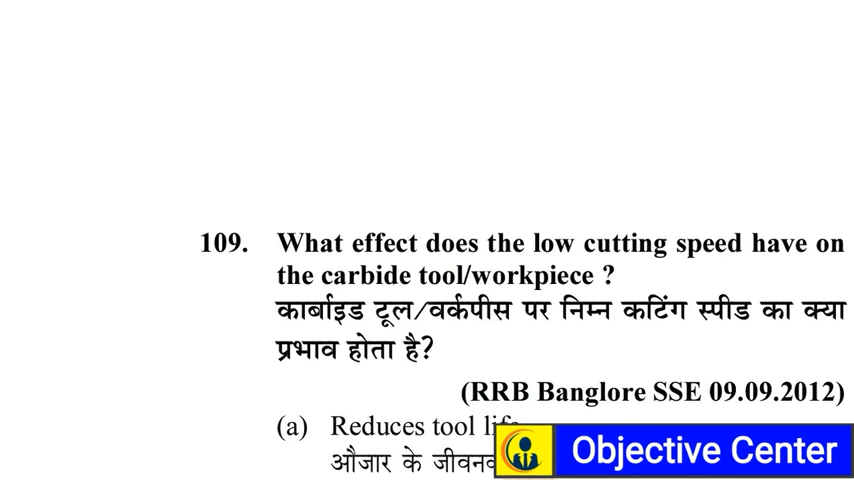 109. What effect does the low cutting speed have on
the carbide tool/workpiece ?
कार्बाइड टूल/वर्कपीस पर निम्न कटिंग स्पीड का क्या
प्रभाव होता है?
(RRB Banglore SSE 09.09.2012)
(a) Reduces tool life
औजार के
Objective Center